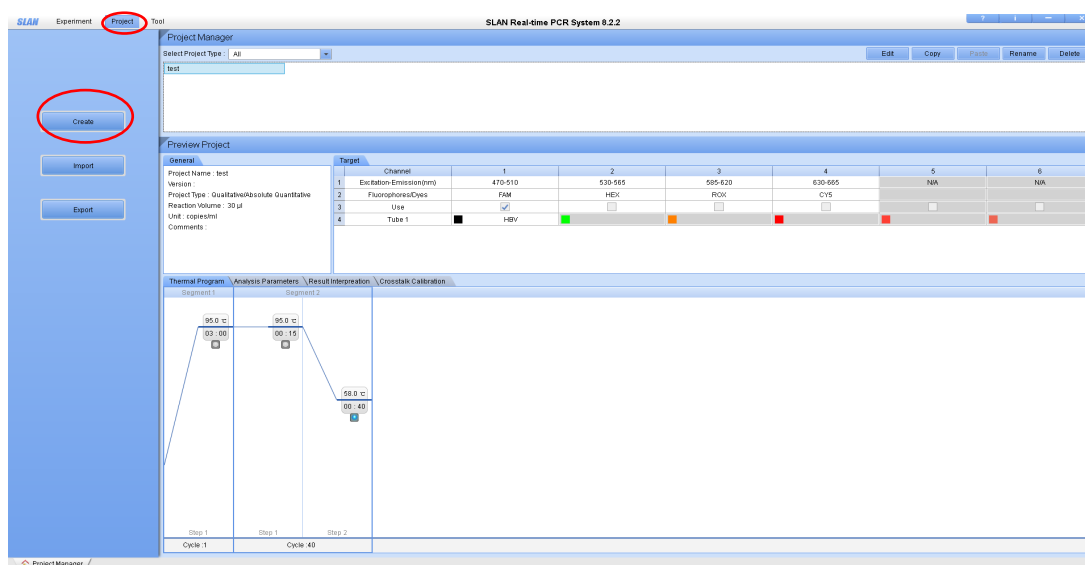 SLAN Experiment Project Tool SLAN Real-time PCR System 8.2.2 ? i
Project Manager
Select Project Type : All Edit Copy Paste Rename Delete
test
Create
Import
Export
Preview Project
General Target
Project Name : test
Version :
Project Type : Qualitative/Absolute Quantitative
Reaction Volume : 30 µl
Unit : copies/ml
Comments :
Channel 1 2 3 4 5 6
1 Excitation-Emission(nm) 470-510 530-565 585-620 630-665 N/A N/A
2 Fluorophores/Dyes FAM HEX ROX CY5
3 Use
4 Tube 1 HBV
Thermal Program Analysis Parameters Result Interpreation Crosstalk Calibration
Segment 1 Segment 2
95.0 ℃ 95.0 ℃
03 : 00 00 : 15
58.0 ℃
00 : 40
Step 1 Step 1 Step 2
Cycle :1 Cycle :40
Project Manager